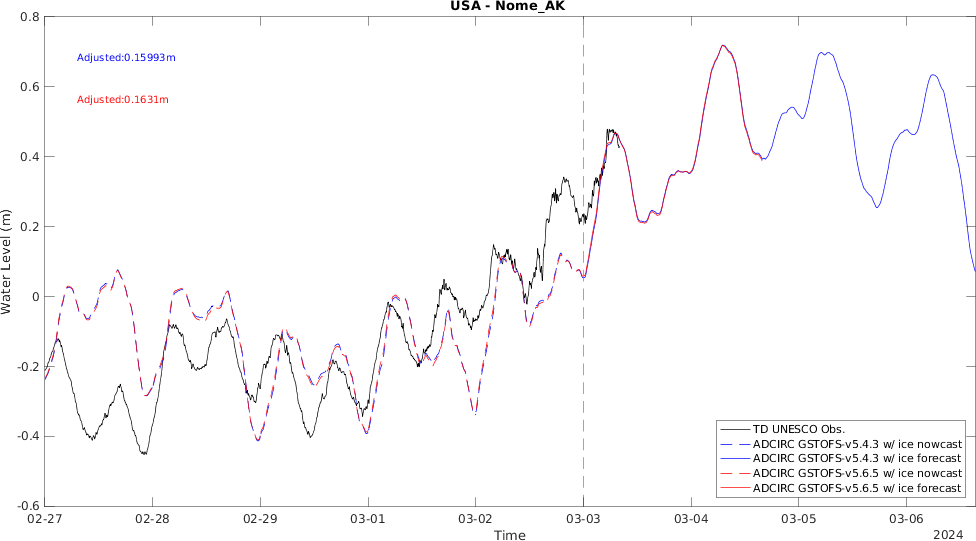 USA - Nome_AK
Adjusted:0.15993m
Adjusted:0.1631m
Water Level (m)
0.8
0.6
0.4
0.2
0
-0.2
-0.4
-0.6
TD UNESCO Obs.
ADCIRC GSTOFS-v5.4.3 w/ ice nowcast
ADCIRC GSTOFS-v5.4.3 w/ ice forecast
ADCIRC GSTOFS-v5.6.5 w/ ice nowcast
ADCIRC GSTOFS-v5.6.5 w/ ice forecast
02-27 02-28 02-29 03-01 03-02 03-03 03-04 03-05 03-06
Time
2024